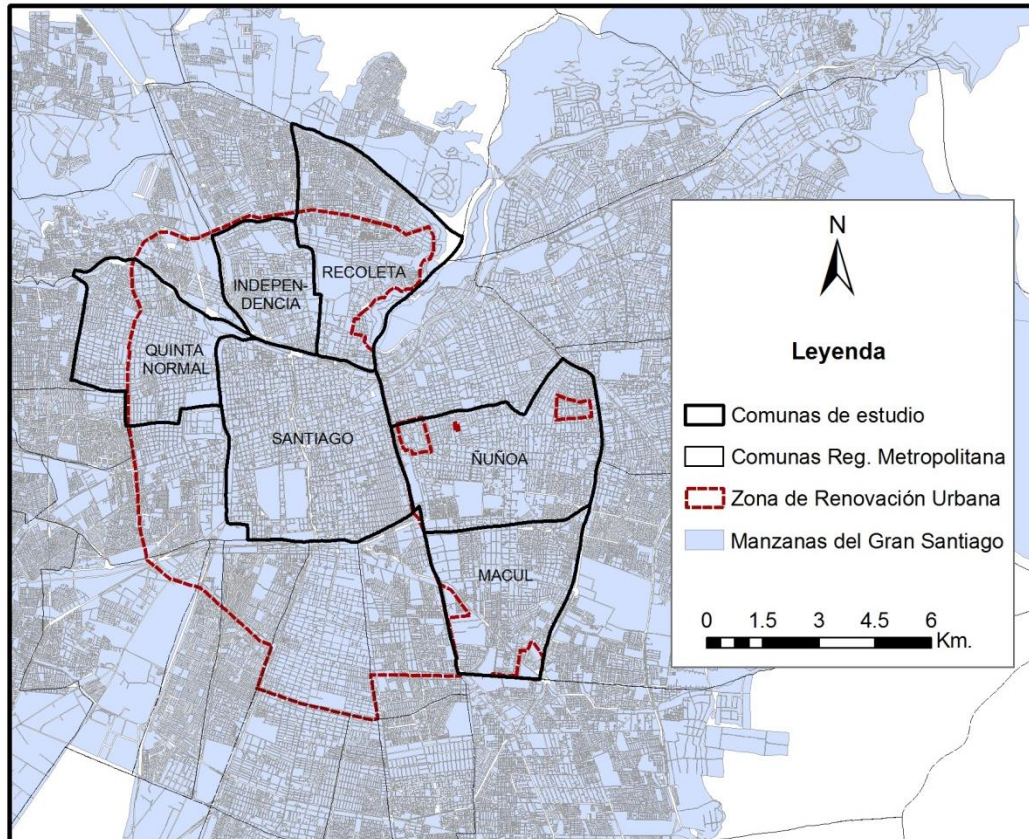 RECOLETA
INDEPEN-
DENCIA
QUINTA
NORMAL
SANTIAGO
ÑUÑOA
MACUL
N
Leyenda
Comunas de estudio
Comunas Reg. Metropolitana
Zona de Renovación Urbana
Manzanas del Gran Santiago
0 1.5 3 4.5 6
Km.